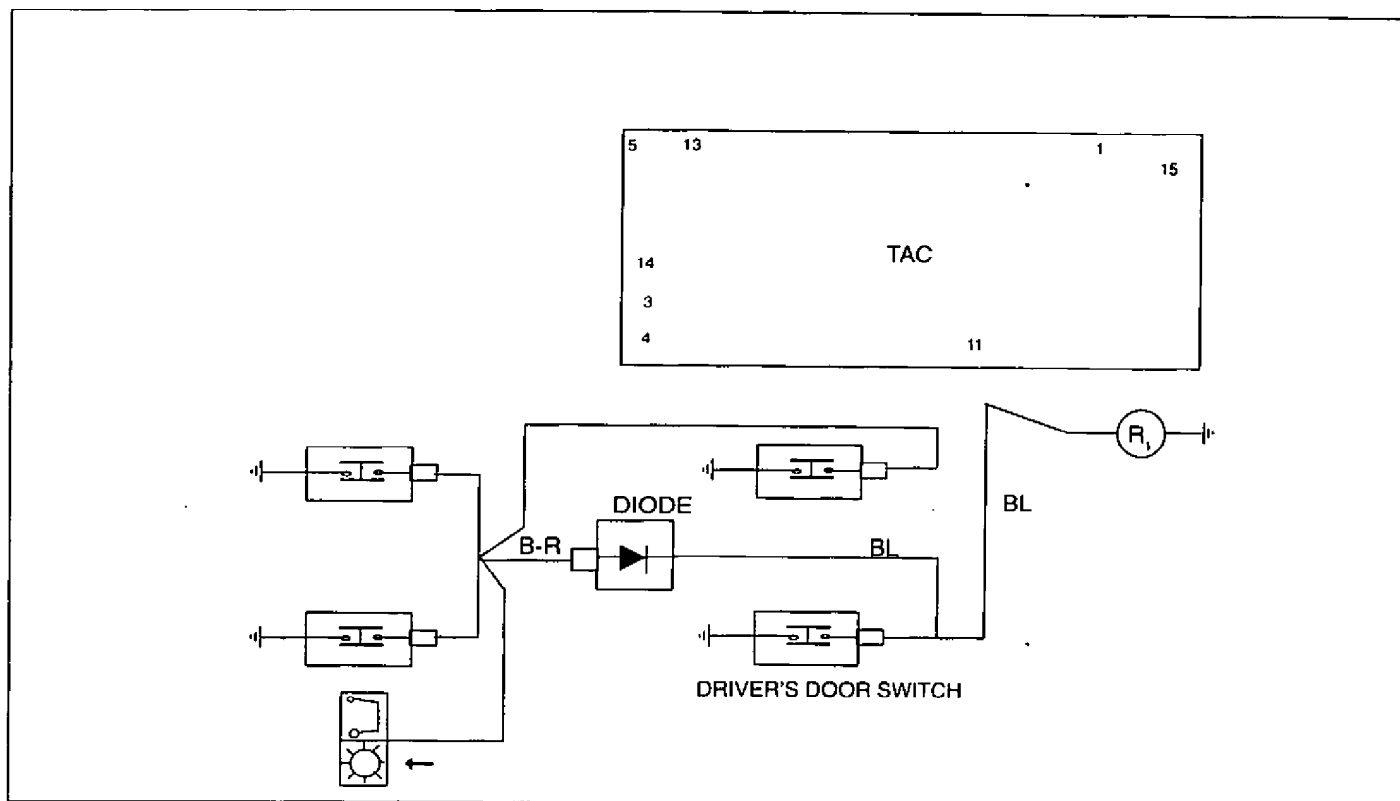 5 13 1
15
TAC
14
3
4 11
R1
BL
DIODE
B-R BL
DRIVER'S DOOR SWITCH